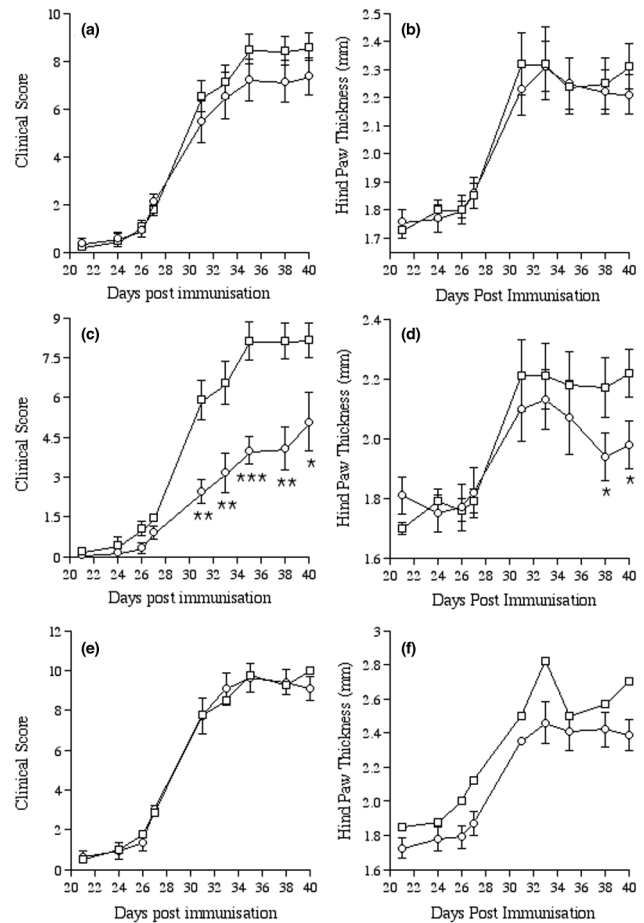 (a)
Clinical Score
10
8
6
4
2
0
20 22 24 26 28 30 32 34 36 38 40
Days post immunisation
(b)
Hind Paw Thickness (mm)
2.5
2.4
2.3
2.2
2.1
2.0
1.9
1.8
1.7
20 22 24 26 28 30 32 34 36 38 40
Days Post Immunisation
(c)
Clinical Score
9
7.5
6
4.5
3
1.5
0
** ** *** ** *
20 22 24 26 28 30 32 34 36 38 40
Days post immunisation
(d)
Hind Paw Thickness (mm)
2.4
2.2
2.0
1.8
1.6
* *
20 22 24 26 28 30 32 34 36 38 40
Days Post Immunisation
(e)
Clinical Score
12
10
8
6
4
2
0
20 22 24 26 28 30 32 34 36 38 40
Days post immunisation
(f)
Hind Paw Thickness (mm)
3
2.8
2.6
2.4
2.2
2.0
1.8
1.6
20 22 24 26 28 30 32 34 36 38 40
Days Post Immunisation